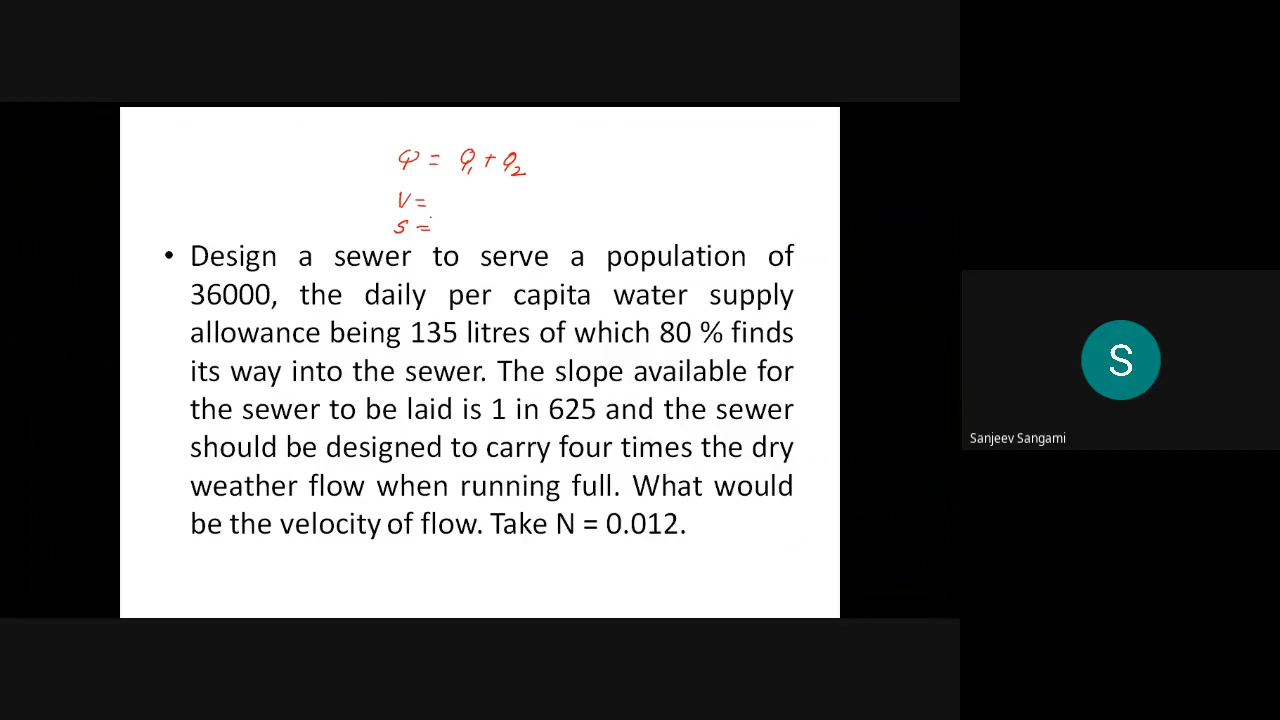 Q = Q1 + Q2
V =
S =
• Design a sewer to serve a population of
36000, the daily per capita water supply
allowance being 135 litres of which 80 % finds
its way into the sewer. The slope available for
the sewer to be laid is 1 in 625 and the sewer
should be designed to carry four times the dry
weather flow when running full. What would
be the velocity of flow. Take N = 0.012.
S
Sanjeev Sangami